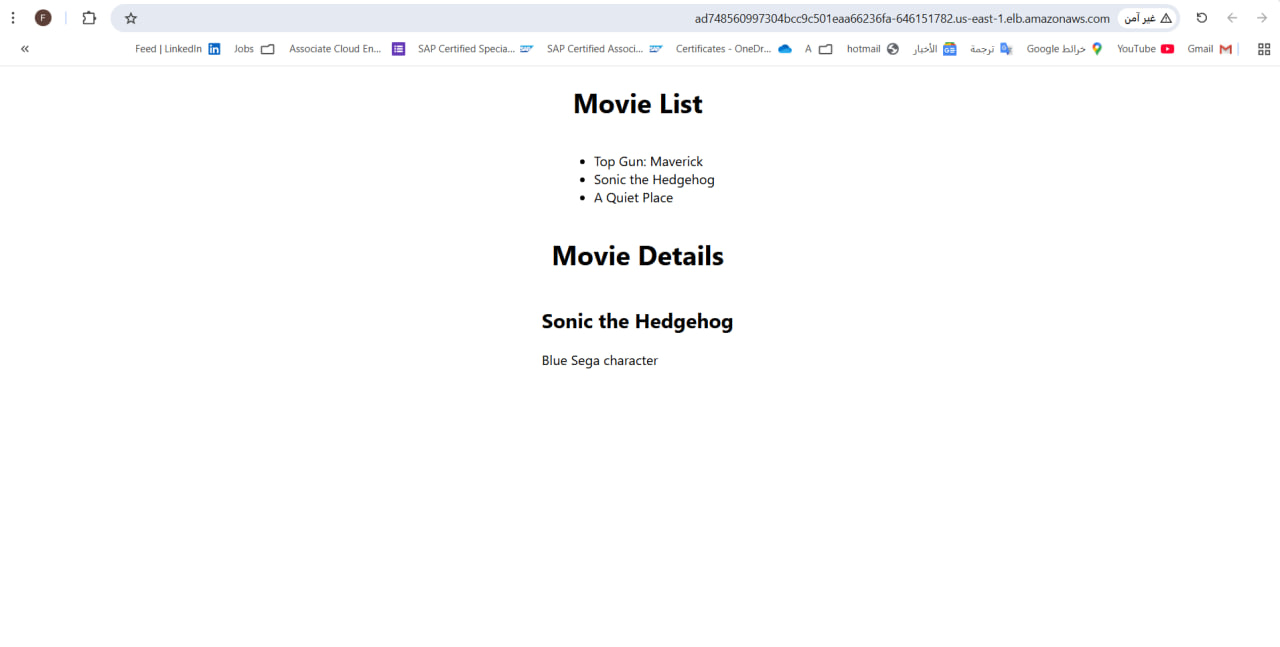 F
ad748560997304bcc9c501eaa66236fa-646151782.us-east-1.elb.amazonaws.com غير آمن
« Feed | LinkedIn Jobs Associate Cloud En... SAP Certified Specia... SAP Certified Associ... Certificates - OneDr... A hotmail الأخبار ترجمة خرائط Google YouTube Gmail
Movie List
• Top Gun: Maverick
• Sonic the Hedgehog
• A Quiet Place
Movie Details
Sonic the Hedgehog
Blue Sega character